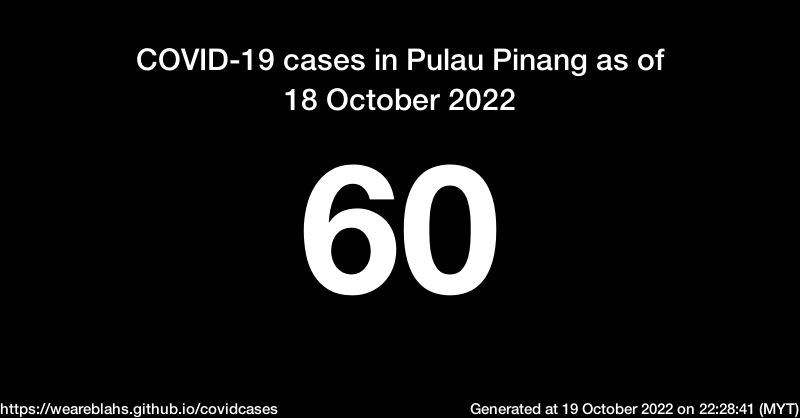 COVID-19 cases in Pulau Pinang as of
18 October 2022
60
https://weareblahs.github.io/covidcases
Generated at 19 October 2022 on 22:28:41 (MYT)